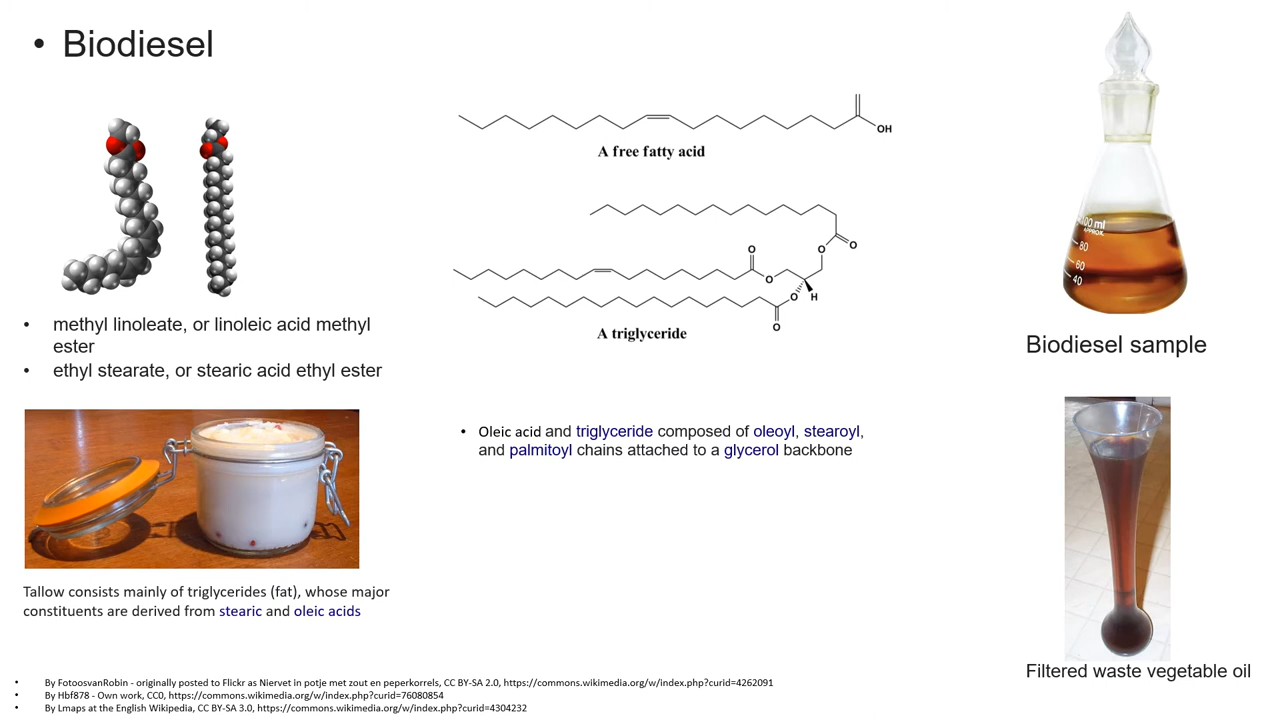 • Biodiesel
OH
A free fatty acid
O
O
O
O
O
H
O
A triglyceride
• methyl linoleate, or linoleic acid methyl
ester
• ethyl stearate, or stearic acid ethyl ester
100 ml
APPROX.
80
60
40
Biodiesel sample
• Oleic acid and triglyceride composed of oleoyl, stearoyl,
and palmitoyl chains attached to a glycerol backbone
Tallow consists mainly of triglycerides (fat), whose major
constituents are derived from stearic and oleic acids
Filtered waste vegetable oil
• By FotoosvanRobin - originally posted to Flickr as Niervet in potje met zout en peperkorrels, CC BY-SA 2.0, https://commons.wikimedia.org/w/index.php?curid=4262091
• By Hbf878 - Own work, CC0, https://commons.wikimedia.org/w/index.php?curid=76080854
• By Lmaps at the English Wikipedia, CC BY-SA 3.0, https://commons.wikimedia.org/w/index.php?curid=4304232